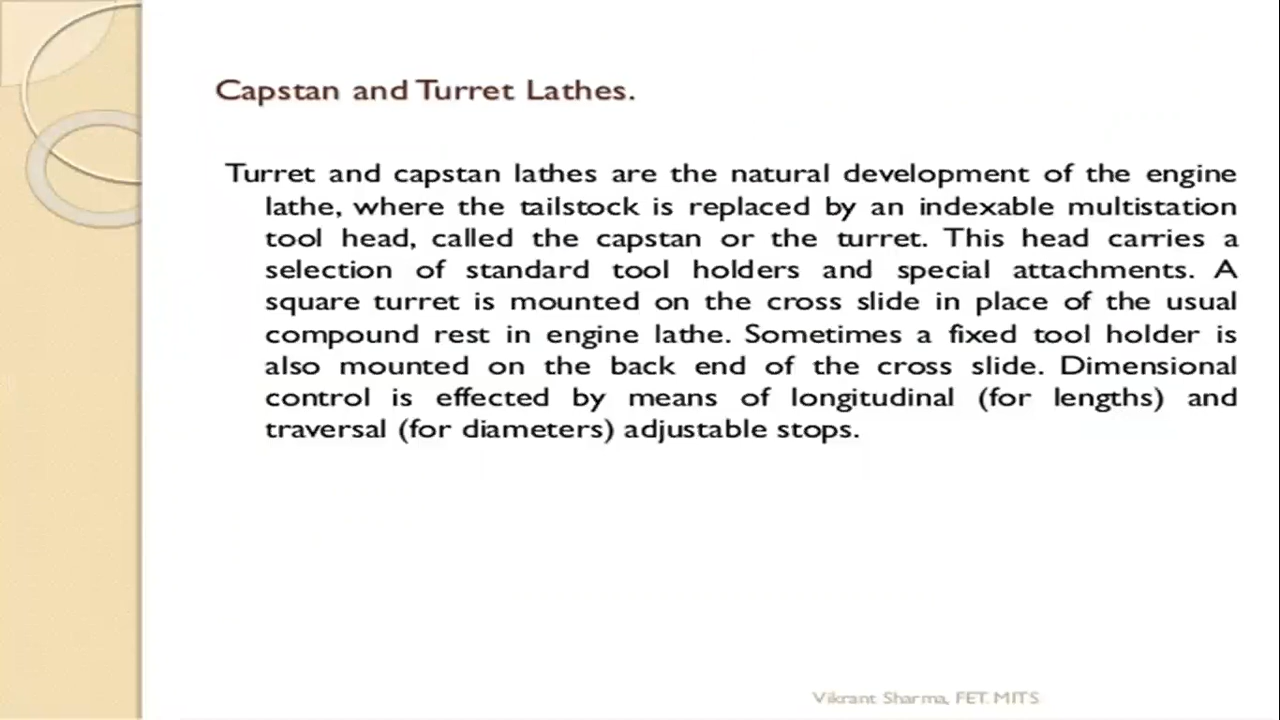 Capstan and Turret Lathes.
Turret and capstan lathes are the natural development of the engine
lathe, where the tailstock is replaced by an indexable multistation
tool head, called the capstan or the turret. This head carries a
selection of standard tool holders and special attachments. A
square turret is mounted on the cross slide in place of the usual
compound rest in engine lathe. Sometimes a fixed tool holder is
also mounted on the back end of the cross slide. Dimensional
control is effected by means of longitudinal (for lengths) and
traversal (for diameters) adjustable stops.
Vikrant Sharma, FET. MITS